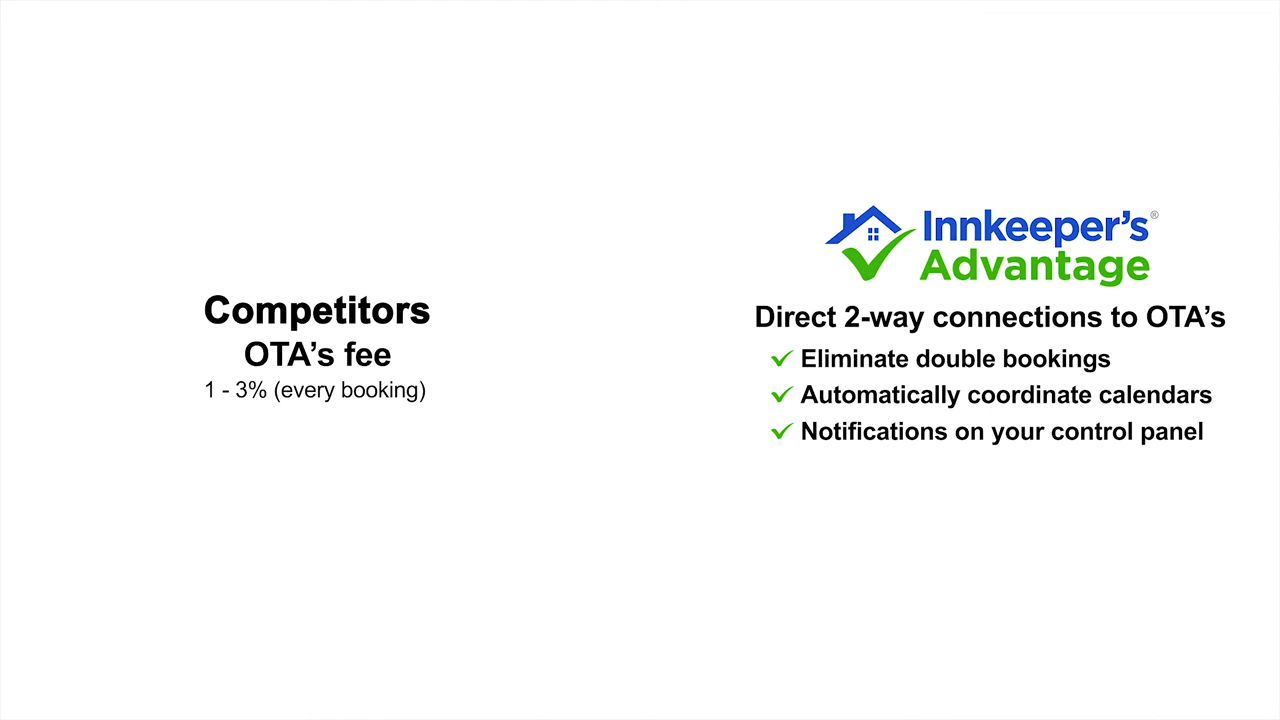 Competitors
OTA’s fee
1 - 3% (every booking)
Innkeeper’s®
Advantage
Direct 2-way connections to OTA’s
Eliminate double bookings
Automatically coordinate calendars
Notifications on your control panel